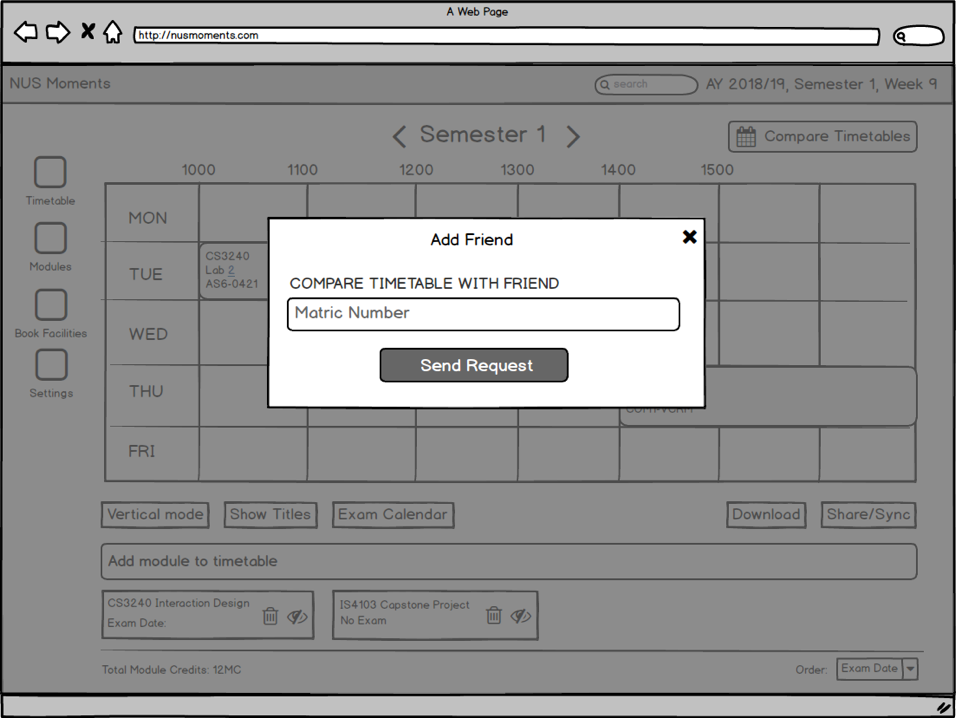 A Web Page
http://nusmoments.com
NUS Moments
search
AY 2018/19, Semester 1, Week 9
Semester 1
Compare Timetables
1000 1100 1200 1300 1400 1500
Timetable
Modules
Book Facilities
Settings
MON
TUE
WED
THU
FRI
CS3240
Lab 2
AS6-0421
Add Friend
COMPARE TIMETABLE WITH FRIEND
Matric Number
Send Request
Vertical mode Show Titles Exam Calendar Download Share/Sync
Add module to timetable
CS3240 Interaction Design
Exam Date:
IS4103 Capstone Project
No Exam
Total Module Credits: 12MC
Order: Exam Date